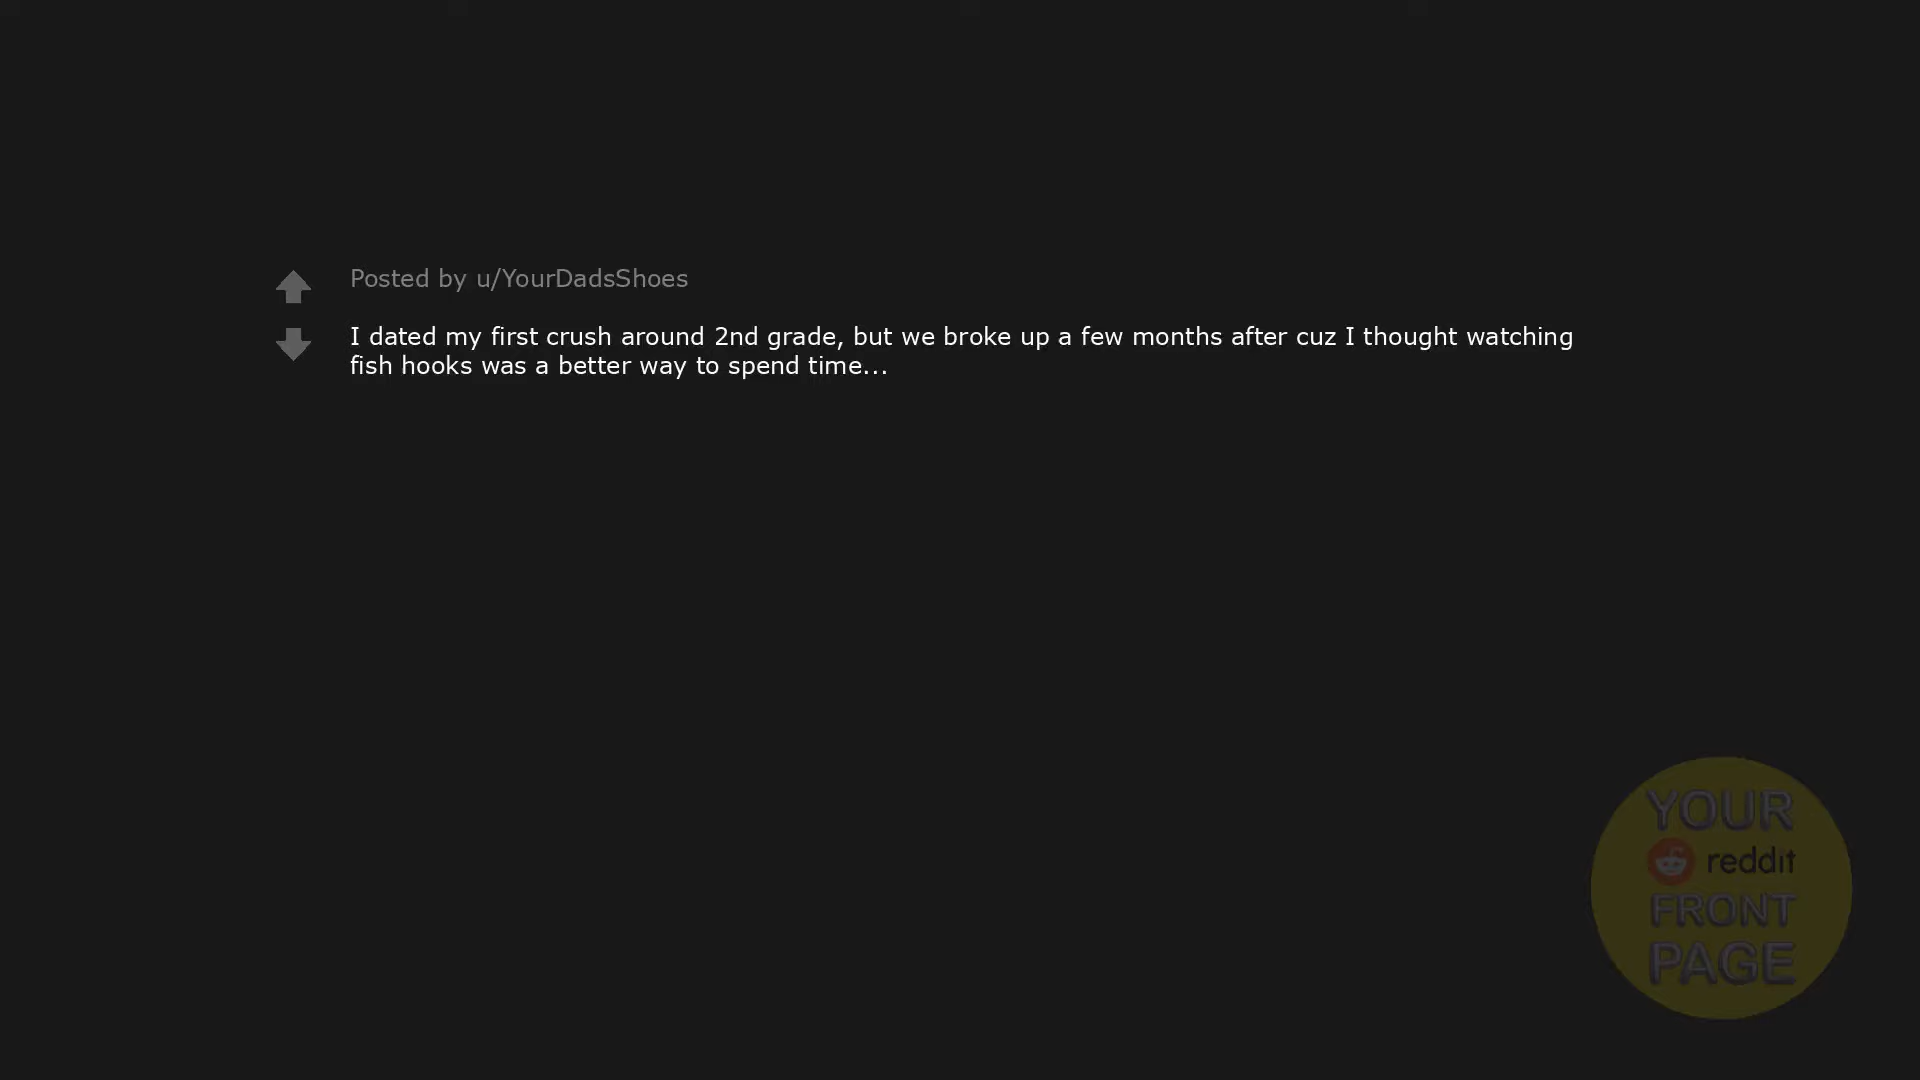 Posted by u/YourDadsShoes
I dated my first crush around 2nd grade, but we broke up a few months after cuz I thought watching
fish hooks was a better way to spend time...
YOUR
reddit
FRONT
PAGE